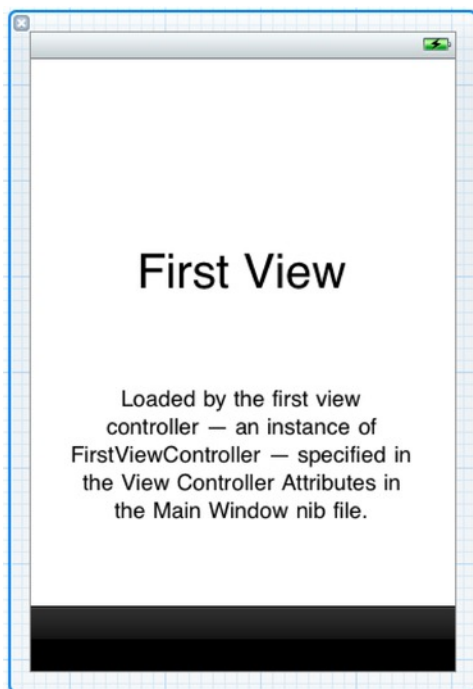 First View
Loaded by the first view
controller — an instance of
FirstViewController — specified in
the View Controller Attributes in
the Main Window nib file.